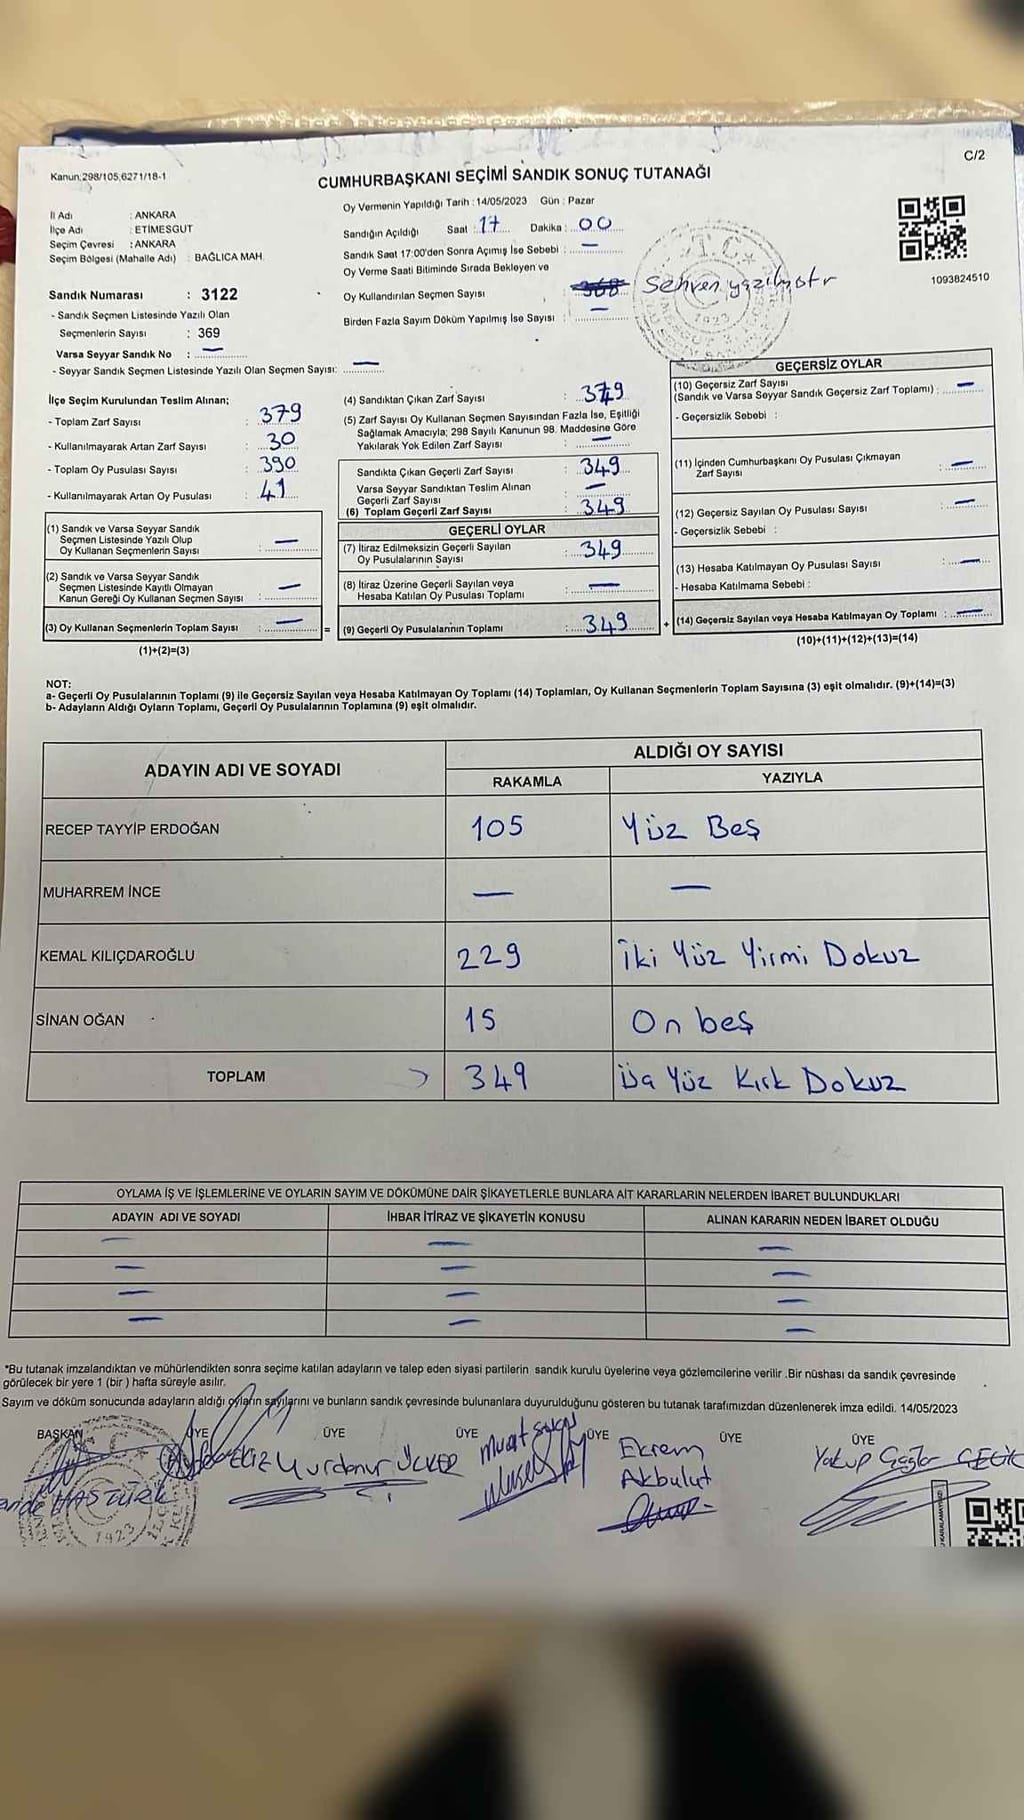 C/2
Kanun:298/105,6271/18-1
CUMHURBAŞKANI SEÇİMİ SANDIK SONUÇ TUTANAĞI
Oy Vermenin Yapıldığı Tarih : 14/05/2023 Gün : Pazar
İl Adı : ANKARA
İlçe Adı : ETİMESGUT
Seçim Çevresi : ANKARA
Seçim Bölgesi (Mahalle Adı) : BAĞLICA MAH.
Sandığın Açıldığı Saat : 17 Dakika : 00
Sandık Saat 17:00'den Sonra Açımış İse Sebebi : —
Oy Verme Saati Bitiminde Sırada Bekleyen ve
Oy Kullandırılan Seçmen Sayısı : 368 Sehven yazılmıştır
Birden Fazla Sayım Döküm Yapılmış İse Sayısı : —
1093824510
Sandık Numarası : 3122
- Sandık Seçmen Listesinde Yazılı Olan
Seçmenlerin Sayısı : 369
Varsa Seyyar Sandık No : —
- Seyyar Sandık Seçmen Listesinde Yazılı Olan Seçmen Sayısı: —
İlçe Seçim Kurulundan Teslim Alınan;
- Toplam Zarf Sayısı : 379
- Kullanılmayarak Artan Zarf Sayısı : 30
- Toplam Oy Pusulası Sayısı : 390
- Kullanılmayarak Artan Oy Pusulası : 41
(1) Sandık ve Varsa Seyyar Sandık
Seçmen Listesinde Yazılı Olup
Oy Kullanan Seçmenlerin Sayısı : —
(2) Sandık ve Varsa Seyyar Sandık
Seçmen Listesinde Kayıtlı Olmayan
Kanun Gereği Oy Kullanan Seçmen Sayısı : —
(3) Oy Kullanan Seçmenlerin Toplam Sayısı : — =
(1)+(2)=(3)
(4) Sandıktan Çıkan Zarf Sayısı : 349
(5) Zarf Sayısı Oy Kullanan Seçmen Sayısından Fazla İse, Eşitliği
Sağlamak Amacıyla; 298 Sayılı Kanunun 98. Maddesine Göre
Yakılarak Yok Edilen Zarf Sayısı : —
Sandıkta Çıkan Geçerli Zarf Sayısı : 349
Varsa Seyyar Sandıktan Teslim Alınan
Geçerli Zarf Sayısı : —
(6) Toplam Geçerli Zarf Sayısı : 349
GEÇERLİ OYLAR
(7) İtiraz Edilmeksizin Geçerli Sayılan
Oy Pusulalarının Sayısı : 349
(8) İtiraz Üzerine Geçerli Sayılan veya
Hesaba Katılan Oy Pusulası Toplamı : —
(9) Geçerli Oy Pusulalarının Toplamı : 349 +
GEÇERSİZ OYLAR
(10) Geçersiz Zarf Sayısı
(Sandık ve Varsa Seyyar Sandık Geçersiz Zarf Toplamı) : —
- Geçersizlik Sebebi :
(11) İçinden Cumhurbaşkanı Oy Pusulası Çıkmayan
Zarf Sayısı : —
(12) Geçersiz Sayılan Oy Pusulası Sayısı : —
- Geçersizlik Sebebi :
(13) Hesaba Katılmayan Oy Pusulası Sayısı : —
- Hesaba Katılmama Sebebi :
(14) Geçersiz Sayılan veya Hesaba Katılmayan Oy Toplamı : —
(10)+(11)+(12)+(13)=(14)
NOT:
a- Geçerli Oy Pusulalarının Toplamı (9) ile Geçersiz Sayılan veya Hesaba Katılmayan Oy Toplamı (14) Toplamları, Oy Kullanan Seçmenlerin Toplam Sayısına (3) eşit olmalıdır. (9)+(14)=(3)
b- Adayların Aldığı Oyların Toplamı, Geçerli Oy Pusulalarının Toplamına (9) eşit olmalıdır.
ADAYIN ADI VE SOYADI
ALDIĞI OY SAYISI
RAKAMLA YAZIYLA
RECEP TAYYİP ERDOĞAN 105 Yüz Beş
MUHARREM İNCE — —
KEMAL KILIÇDAROĞLU 229 İki Yüz Yirmi Dokuz
SİNAN OĞAN 15 On beş
TOPLAM 349 Üç Yüz Kırk Dokuz
OYLAMA İŞ VE İŞLEMLERİNE VE OYLARIN SAYIM VE DÖKÜMÜNE DAİR ŞİKAYETLERLE BUNLARA AİT KARARLARIN NELERDEN İBARET BULUNDUKLARI
ADAYIN ADI VE SOYADI İHBAR İTİRAZ VE ŞİKAYETİN KONUSU ALINAN KARARIN NEDEN İBARET OLDUĞU
— — —
— — —
— — —
— — —
*Bu tutanak imzalandıktan ve mühürlendikten sonra seçime katılan adayların ve talep eden siyasi partilerin sandık kurulu üyelerine veya gözlemcilerine verilir .Bir nüshası da sandık çevresinde
görülecek bir yere 1 (bir ) hafta süreyle asılır.
Sayım ve döküm sonucunda adayların aldığı oyların sayılarını ve bunların sandık çevresinde bulunanlara duyurulduğunu gösteren bu tutanak tarafımızdan düzenlenerek imza edildi. 14/05/2023
BAŞKAN ÜYE ÜYE ÜYE ÜYE ÜYE ÜYE
Nurdanur ÜÇKER
Murat
Ekrem
Akbulut
Yakup Çağlar ÇELİK
T.C.
1923